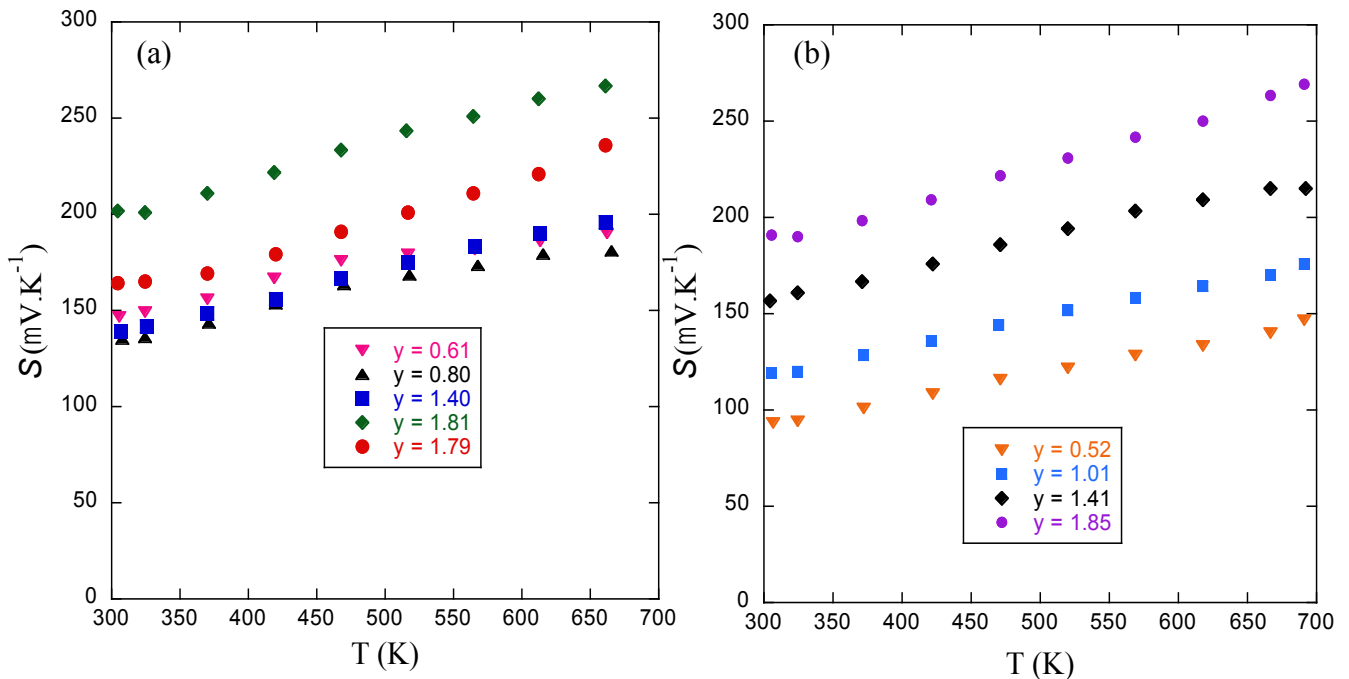 (a)
300
250
200
150
100
50
0
S(mV.K⁻¹)
y = 0.61
y = 0.80
y = 1.40
y = 1.81
y = 1.79
300 350 400 450 500 550 600 650 700
T (K)
(b)
300
250
200
150
100
50
0
S(mV.K⁻¹)
y = 0.52
y = 1.01
y = 1.41
y = 1.85
300 350 400 450 500 550 600 650 700
T (K)